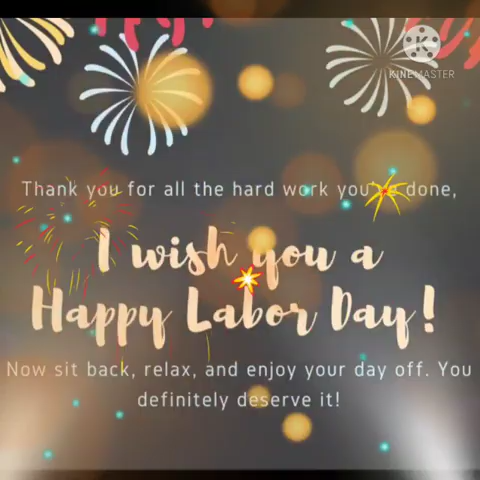 KINEMASTER
Thank you for all the hard work you've done,
I wish you a
Happy Labor Day!
Now sit back, relax, and enjoy your day off. You
definitely deserve it!